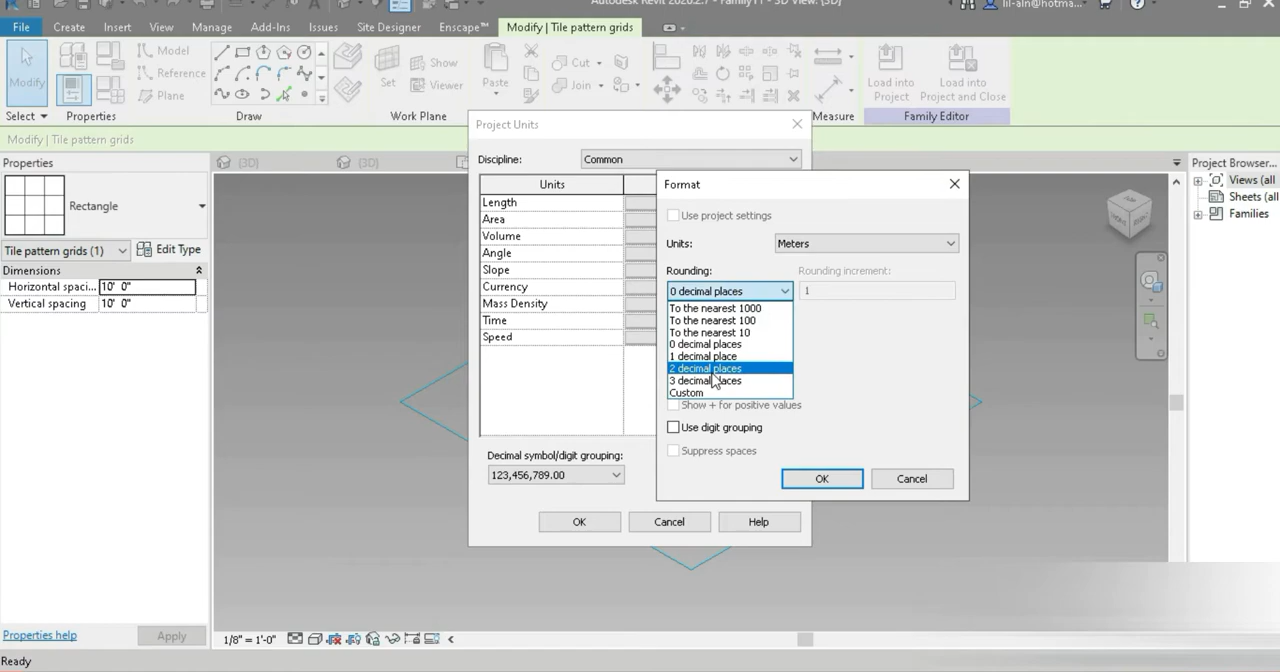 Autodesk Revit 2020.2.7 - Family11 - 3D View: {3D}
lil-aln@hotma...
File Create Insert View Manage Add-Ins Issues Site Designer Enscape™ Modify | Tile pattern grids
Modify
Model
Reference
Plane
Set
Show
Viewer
Paste
Cut
Join
Load into Project
Load into Project and Close
Select Properties Draw Work Plane Measure Family Editor
Modify | Tile pattern grids
Properties
Rectangle
Tile pattern grids (1) Edit Type
Dimensions
Horizontal spaci... 10' 0"
Vertical spacing 10' 0"
Properties help Apply
Ready
{3D} {3D}
Project Units
Discipline: Common
Units
Length
Area
Volume
Angle
Slope
Currency
Mass Density
Time
Speed
Decimal symbol/digit grouping:
123,456,789.00
OK Cancel Help
Format
Use project settings
Units: Meters
Rounding: Rounding increment:
0 decimal places 1
To the nearest 1000
To the nearest 100
To the nearest 10
0 decimal places
1 decimal place
2 decimal places
3 decimal places
Custom
Show + for positive values
Use digit grouping
Suppress spaces
OK Cancel
Project Browser...
Views (all
Sheets (all
Families
1/8" = 1'-0"